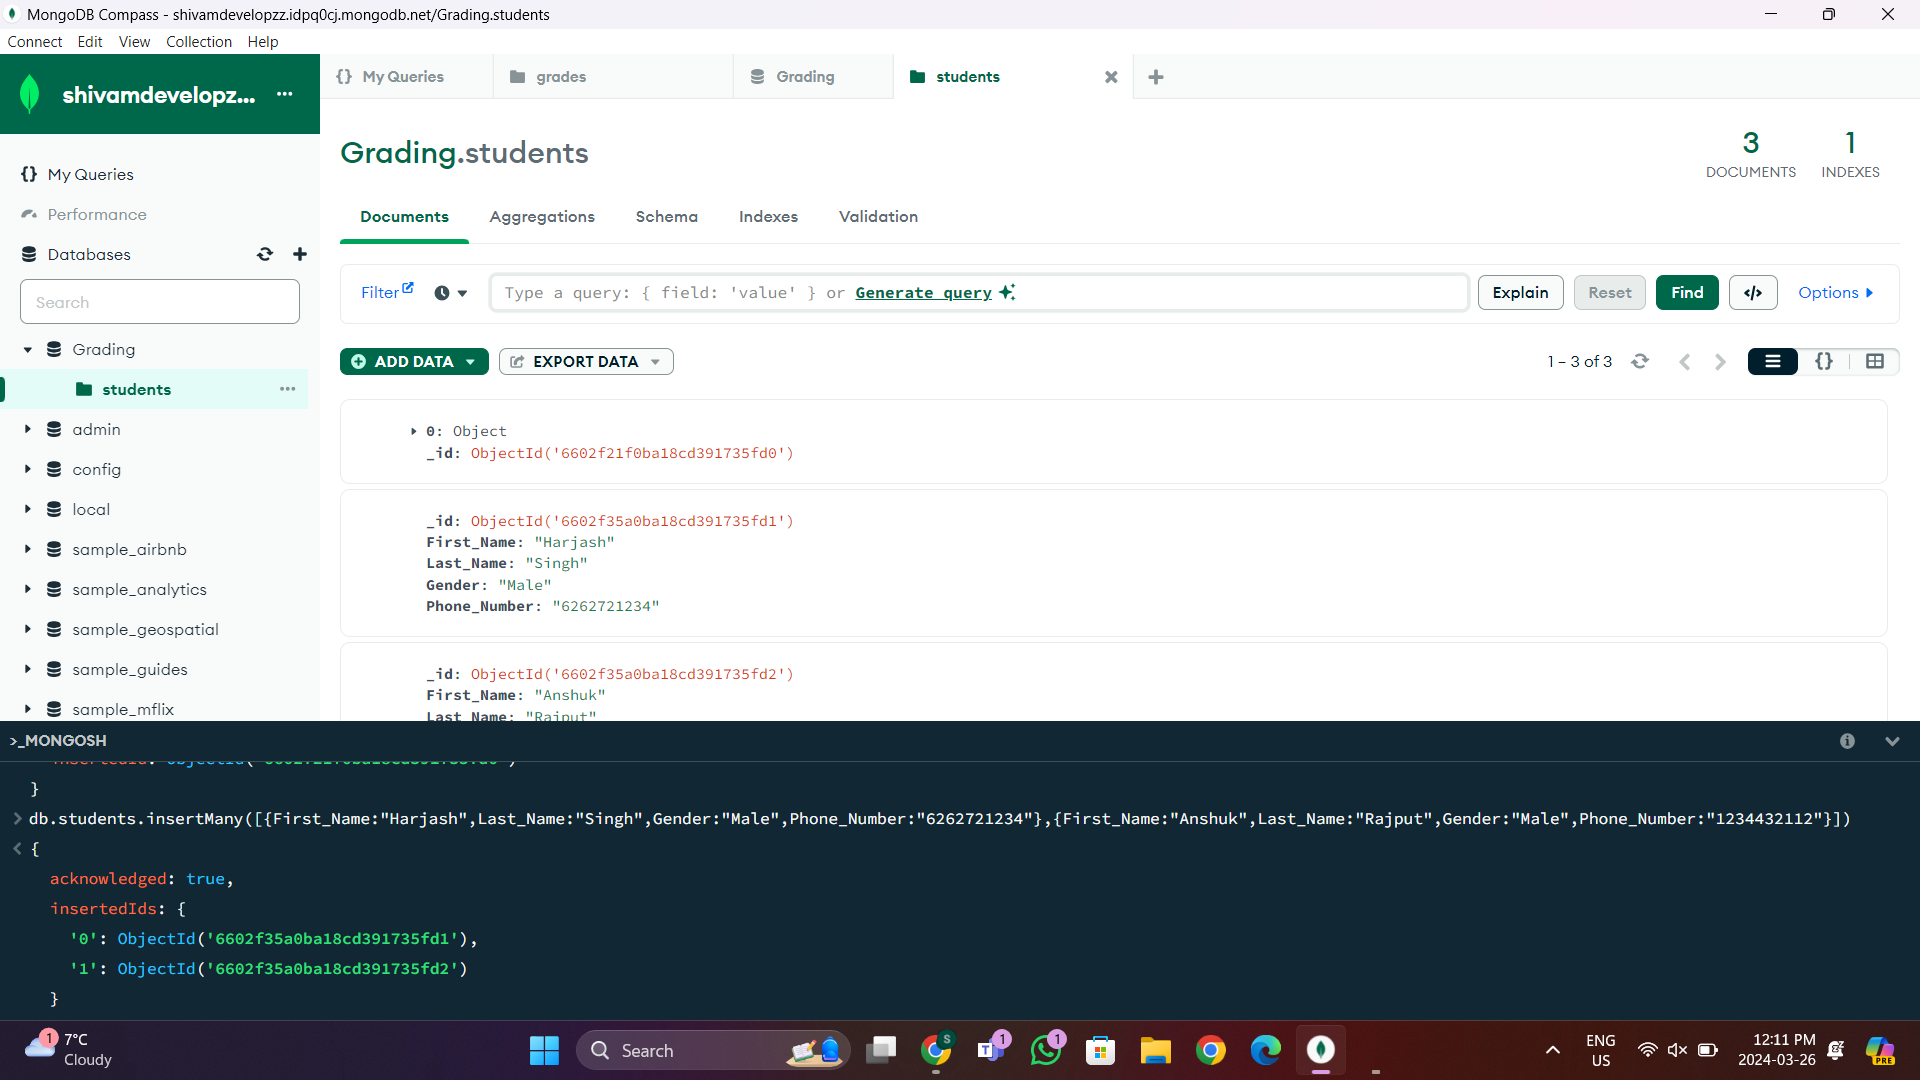 MongoDB Compass - shivamdevelopzz.idpq0cj.mongodb.net/Grading.students
Connect Edit View Collection Help
shivamdevelopz...
My Queries
Performance
Databases
Search
Grading
students
admin
config
local
sample_airbnb
sample_analytics
sample_geospatial
sample_guides
sample_mflix
My Queries
grades
Grading
students
Grading.students
3
DOCUMENTS
1
INDEXES
Documents Aggregations Schema Indexes Validation
Filter
Type a query: { field: 'value' } or Generate query
Explain
Reset
Find
</>
Options
ADD DATA
EXPORT DATA
1 – 3 of 3
{}
0: Object
_id: ObjectId('6602f21f0ba18cd391735fd0')
_id: ObjectId('6602f35a0ba18cd391735fd1')
First_Name: "Harjash"
Last_Name: "Singh"
Gender: "Male"
Phone_Number: "6262721234"
_id: ObjectId('6602f35a0ba18cd391735fd2')
First_Name: "Anshuk"
Last_Name: "Rajput"
>_MONGOSH
}
> db.students.insertMany([{First_Name:"Harjash",Last_Name:"Singh",Gender:"Male",Phone_Number:"6262721234"},{First_Name:"Anshuk",Last_Name:"Rajput",Gender:"Male",Phone_Number:"1234432112"}])
< {
acknowledged: true,
insertedIds: {
'0': ObjectId('6602f35a0ba18cd391735fd1'),
'1': ObjectId('6602f35a0ba18cd391735fd2')
}
1
7°C
Cloudy
Search
S
1
1
ENG
US
12:11 PM
2024-03-26
PRE